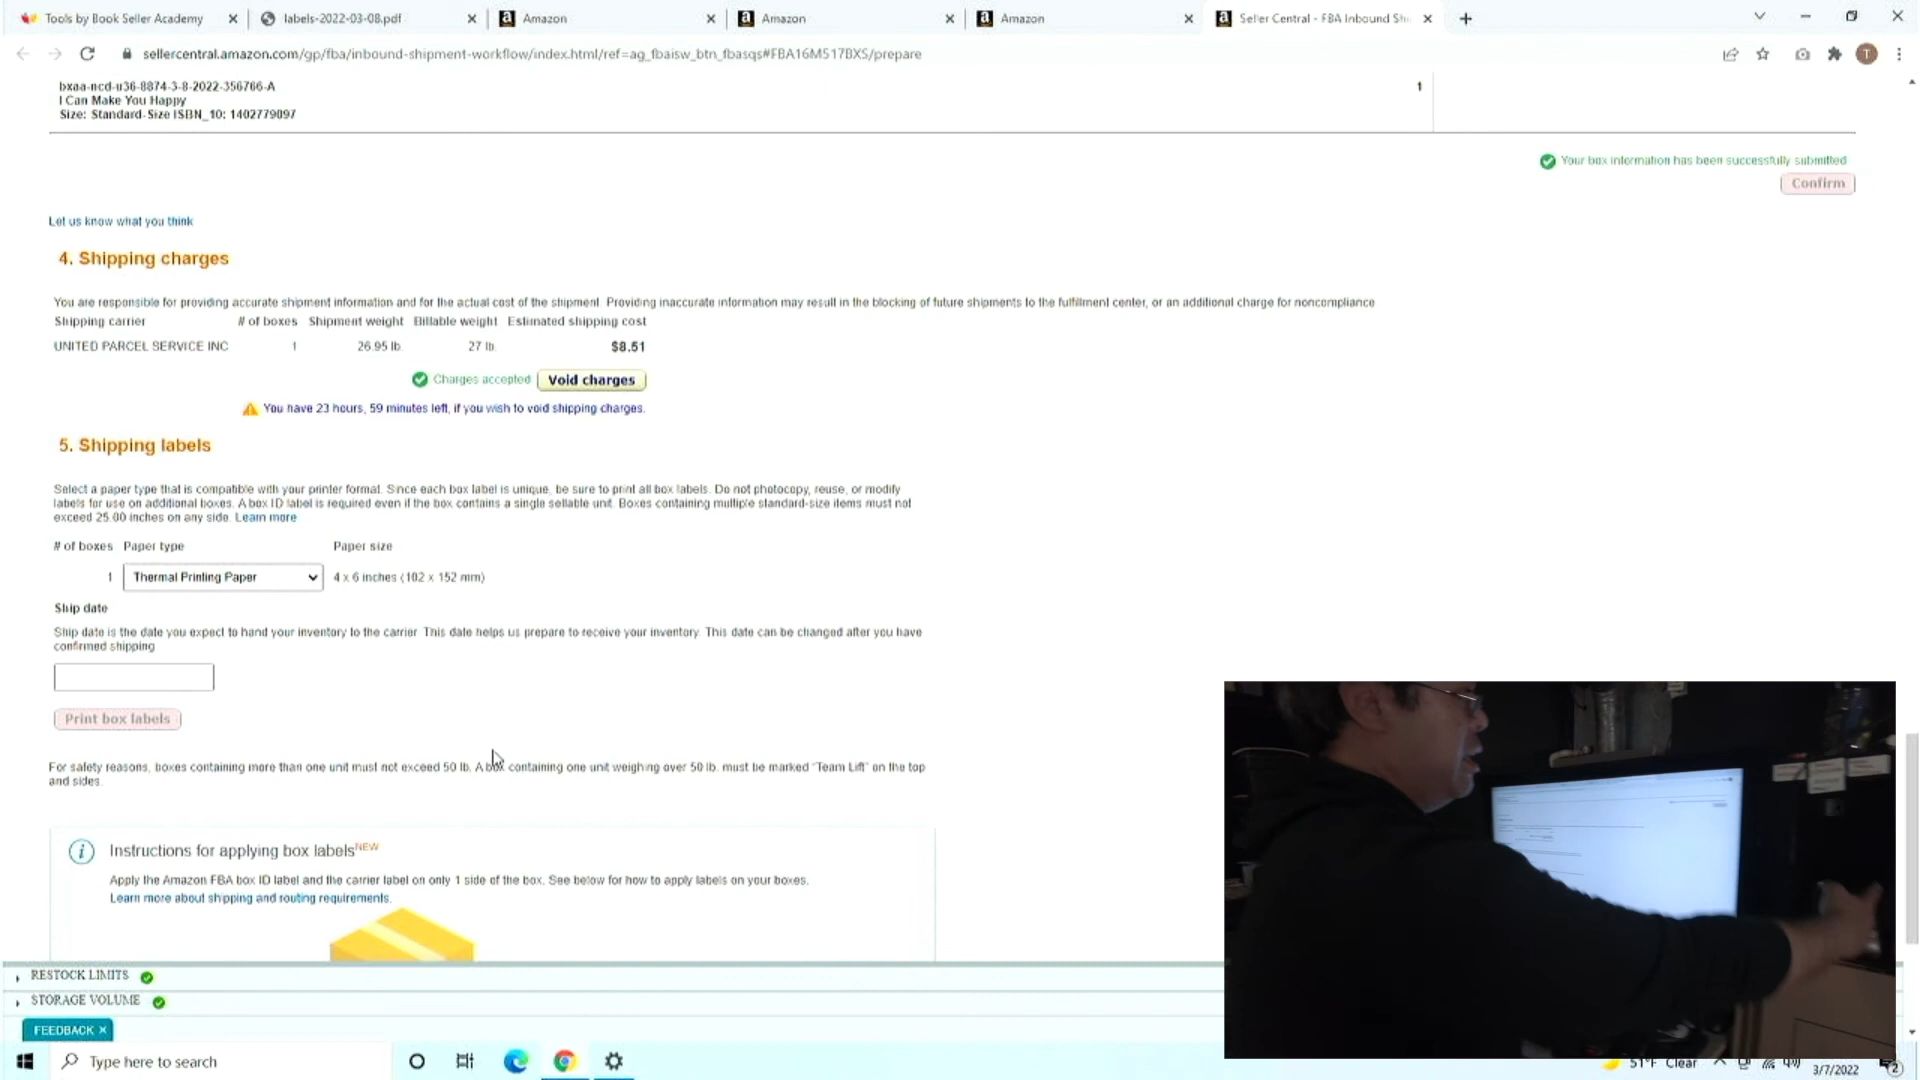 Tools by Book Seller Academy
labels-2022-03-08.pdf
Amazon
Amazon
Amazon
Seller Central - FBA Inbound Sh
sellercentral.amazon.com/gp/fba/inbound-shipment-workflow/index.html/ref=ag_fbaisw_btn_fbasqs#FBA16M517BXS/prepare
T
bxaa-ncd-u36-8874-3-8-2022-356766-A
1
I Can Make You Happy
Size: Standard-Size ISBN_10: 1402779097
Your box information has been successfully submitted
Confirm
Let us know what you think
4. Shipping charges
You are responsible for providing accurate shipment information and for the actual cost of the shipment. Providing inaccurate information may result in the blocking of future shipments to the fulfillment center, or an additional charge for noncompliance
Shipping carrier # of boxes Shipment weight Billable weight Estimated shipping cost
UNITED PARCEL SERVICE INC 1 26.95 lb. 27 lb. $8.51
Charges accepted Void charges
You have 23 hours, 59 minutes left, if you wish to void shipping charges.
5. Shipping labels
Select a paper type that is compatible with your printer format. Since each box label is unique, be sure to print all box labels. Do not photocopy, reuse, or modify
labels for use on additional boxes. A box ID label is required even if the box contains a single sellable unit. Boxes containing multiple standard-size items must not
exceed 25.00 inches on any side. Learn more
# of boxes Paper type Paper size
1 Thermal Printing Paper 4 x 6 inches (102 x 152 mm)
Ship date
Ship date is the date you expect to hand your inventory to the carrier. This date helps us prepare to receive your inventory. This date can be changed after you have
confirmed shipping
Print box labels
For safety reasons, boxes containing more than one unit must not exceed 50 lb. A box containing one unit weighing over 50 lb. must be marked "Team Lift" on the top
and sides.
Instructions for applying box labels NEW
Apply the Amazon FBA box ID label and the carrier label on only 1 side of the box. See below for how to apply labels on your boxes.
Learn more about shipping and routing requirements.
RESTOCK LIMITS
STORAGE VOLUME
FEEDBACK ×
Type here to search
51°F Clear
3/7/2022
2